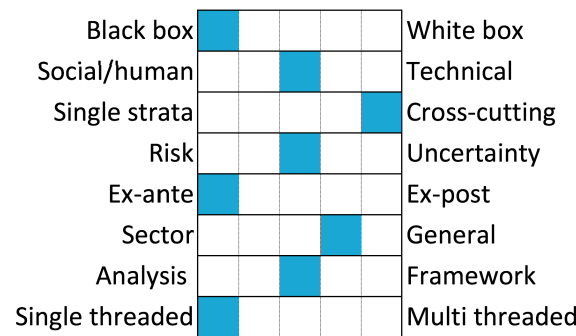 Black box White box
Social/human Technical
Single strata Cross-cutting
Risk Uncertainty
Ex-ante Ex-post
Sector General
Analysis Framework
Single threaded Multi threaded